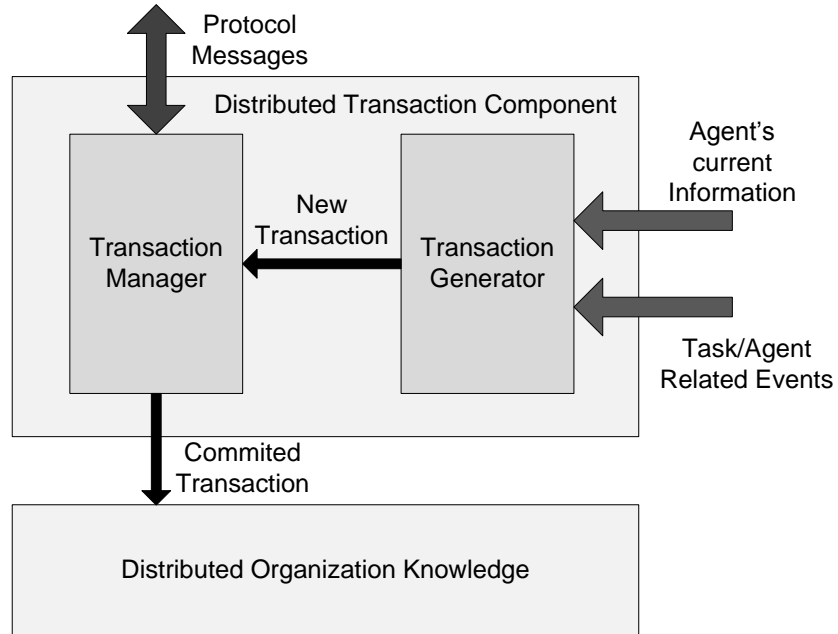 Protocol
Messages
Distributed Transaction Component
Agent's
current
Information
New
Transaction
Transaction
Manager
Transaction
Generator
Task/Agent
Related Events
Commited
Transaction
Distributed Organization Knowledge